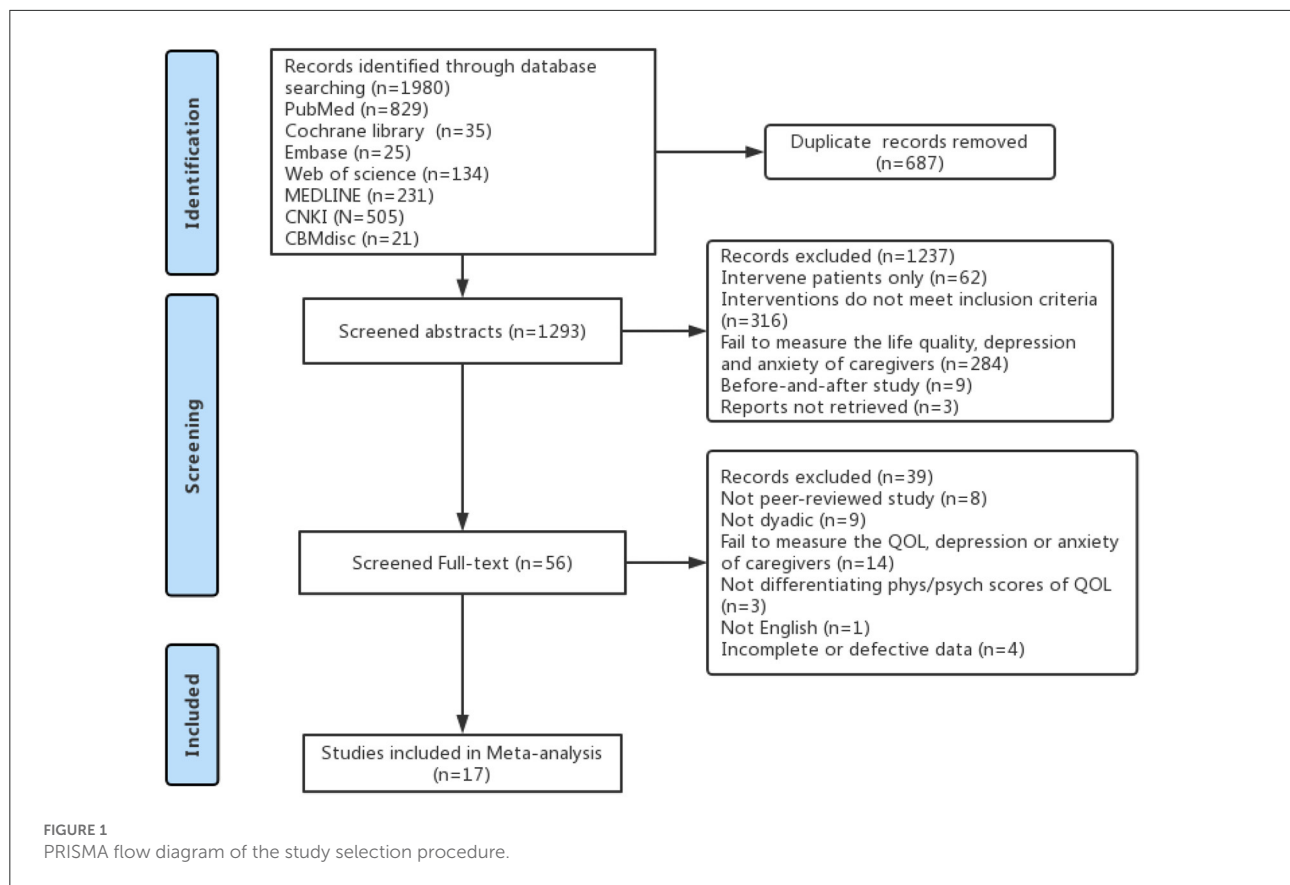 Identification
Records identified through database
searching (n=1980)
PubMed (n=829)
Cochrane library (n=35)
Embase (n=25)
Web of science (n=134)
MEDLINE (n=231)
CNKI (N=505)
CBMdisc (n=21)
Duplicate records removed
(n=687)
Screening
Screened abstracts (n=1293)
Records excluded (n=1237)
Intervene patients only (n=62)
Interventions do not meet inclusion criteria
(n=316)
Fail to measure the life quality, depression
and anxiety of caregivers (n=284)
Before-and-after study (n=9)
Reports not retrieved (n=3)
Screened Full-text (n=56)
Records excluded (n=39)
Not peer-reviewed study (n=8)
Not dyadic (n=9)
Fail to measure the QOL, depression or anxiety
of caregivers (n=14)
Not differentiating phys/psych scores of QOL
(n=3)
Not English (n=1)
Incomplete or defective data (n=4)
Included
Studies included in Meta-analysis
(n=17)
FIGURE 1
PRISMA flow diagram of the study selection procedure.